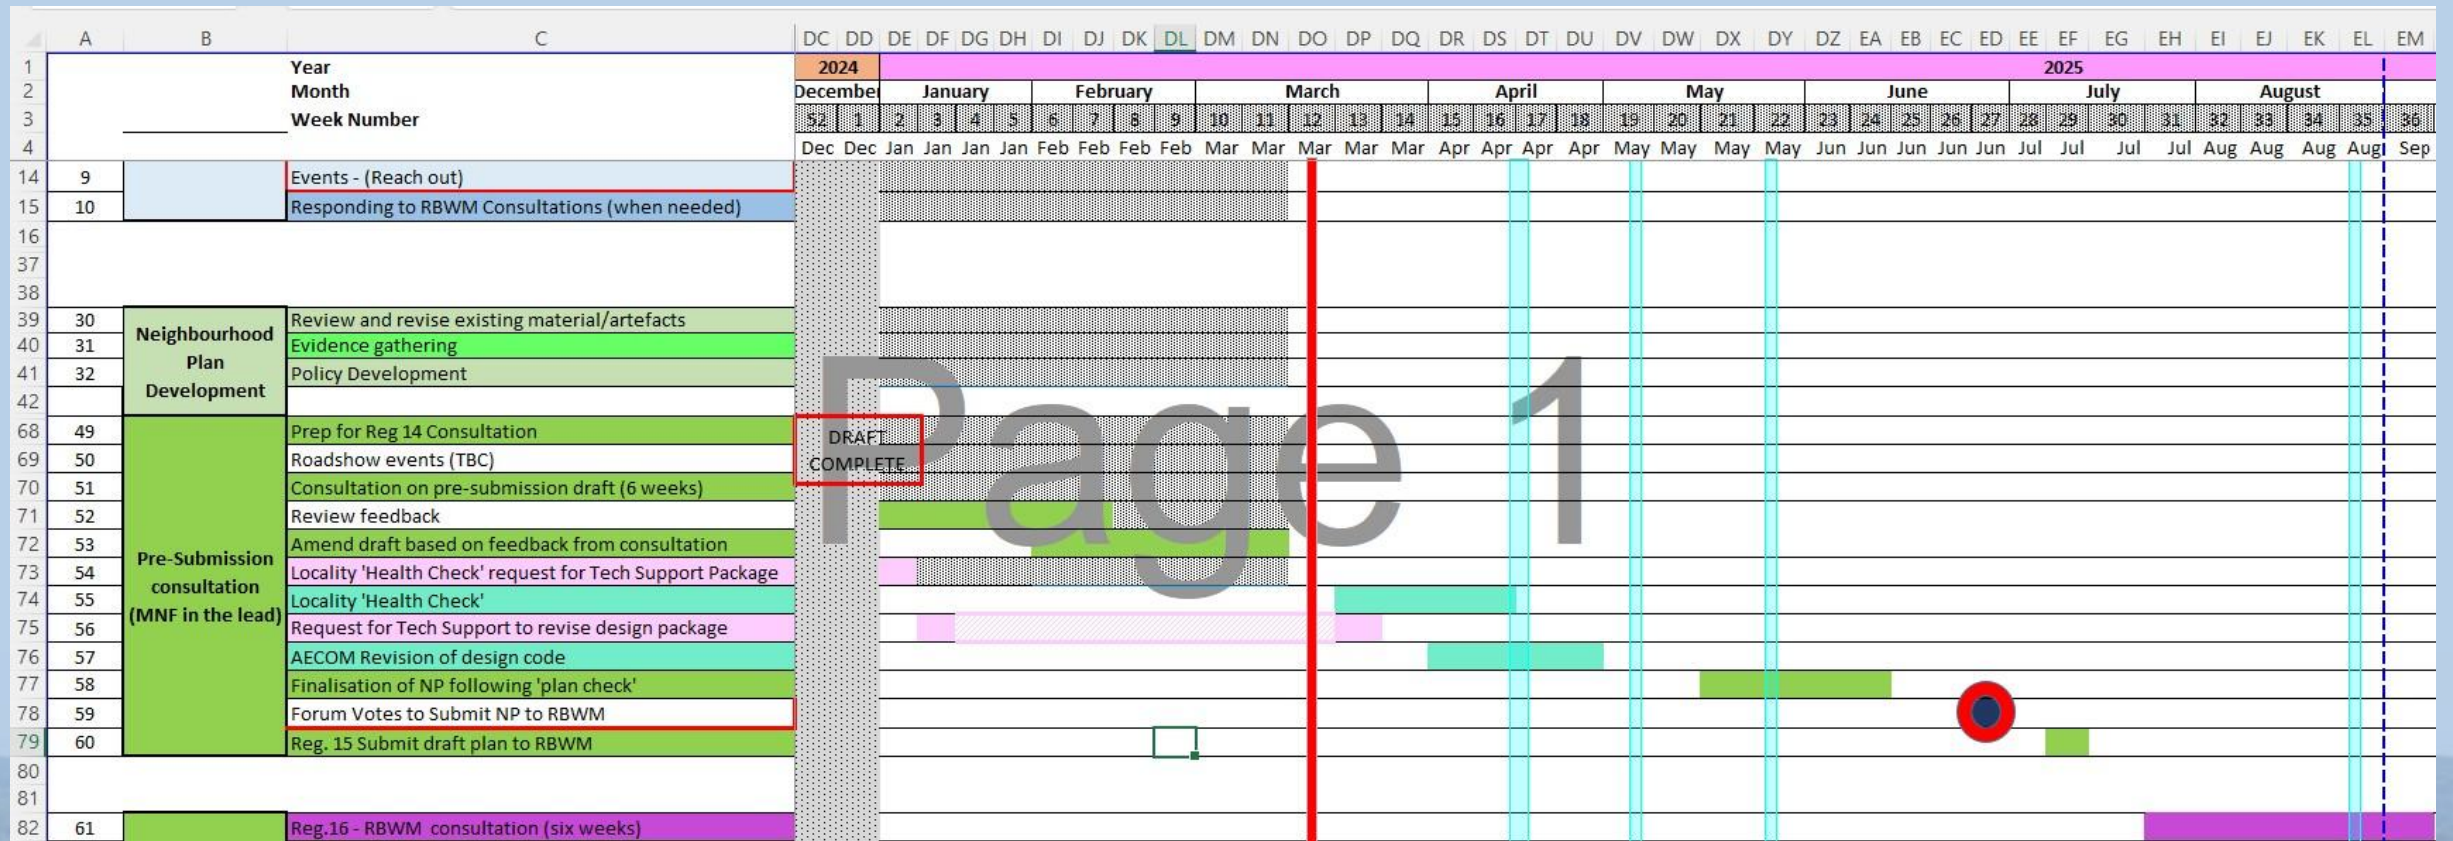 A B C DC DD DE DF DG DH DI DJ DK DL DM DN DO DP DQ DR DS DT DU DV DW DX DY DZ EA EB EC ED EE EF EG EH EI EJ EK EL EM
1 Year 2024 2025
2 Month December January February March April May June July August
3 Week Number 52 1 2 3 4 5 6 7 8 9 10 11 12 13 14 15 16 17 18 19 20 21 22 23 24 25 26 27 28 29 30 31 32 33 34 35 36
4 Dec Dec Jan Jan Jan Jan Feb Feb Feb Feb Mar Mar Mar Mar Mar Apr Apr Apr Apr May May May May Jun Jun Jun Jun Jun Jul Jul Jul Jul Aug Aug Aug Aug Sep
14 9 Events - (Reach out)
15 10 Responding to RBWM Consultations (when needed)
16
37
38
39 30 Review and revise existing material/artefacts
Neighbourhood
40 31 Evidence gathering
Plan
41 32 Policy Development
Development
42
68 49 Prep for Reg 14 Consultation DRAFT
69 50 Roadshow events (TBC) COMPLETE
70 51 Consultation on pre-submission draft (6 weeks)
71 52 Review feedback
72 53 Amend draft based on feedback from consultation
Pre-Submission
73 54 Locality 'Health Check' request for Tech Support Package
consultation
74 55 Locality 'Health Check'
(MNF in the lead)
75 56 Request for Tech Support to revise design package
76 57 AECOM Revision of design code
77 58 Finalisation of NP following 'plan check'
78 59 Forum Votes to Submit NP to RBWM
79 60 Reg. 15 Submit draft plan to RBWM
80
81
82 61 Reg.16 - RBWM consultation (six weeks)
Page 1